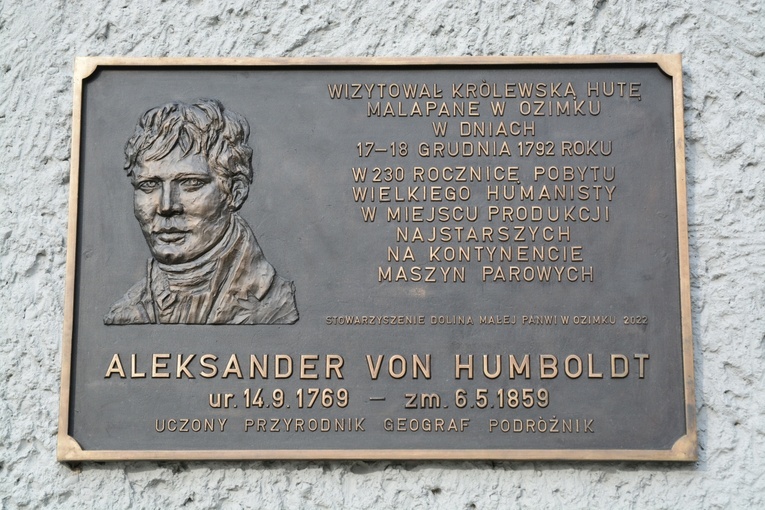 WIZYTOWAŁ KRÓLEWSKĄ HUTĘ
MALAPANE W OZIMKU
W DNIACH
17–18 GRUDNIA 1792 ROKU
W 230 ROCZNICĘ POBYTU
WIELKIEGO HUMANISTY
W MIEJSCU PRODUKCJI
NAJSTARSZYCH
NA KONTYNENCIE
MASZYN PAROWYCH
STOWARZYSZENIE DOLINA MAŁEJ PANWI W OZIMKU 2022
ALEKSANDER VON HUMBOLDT
ur. 14.9.1769 – zm. 6.5.1859
UCZONY PRZYRODNIK GEOGRAF PODRÓŻNIK